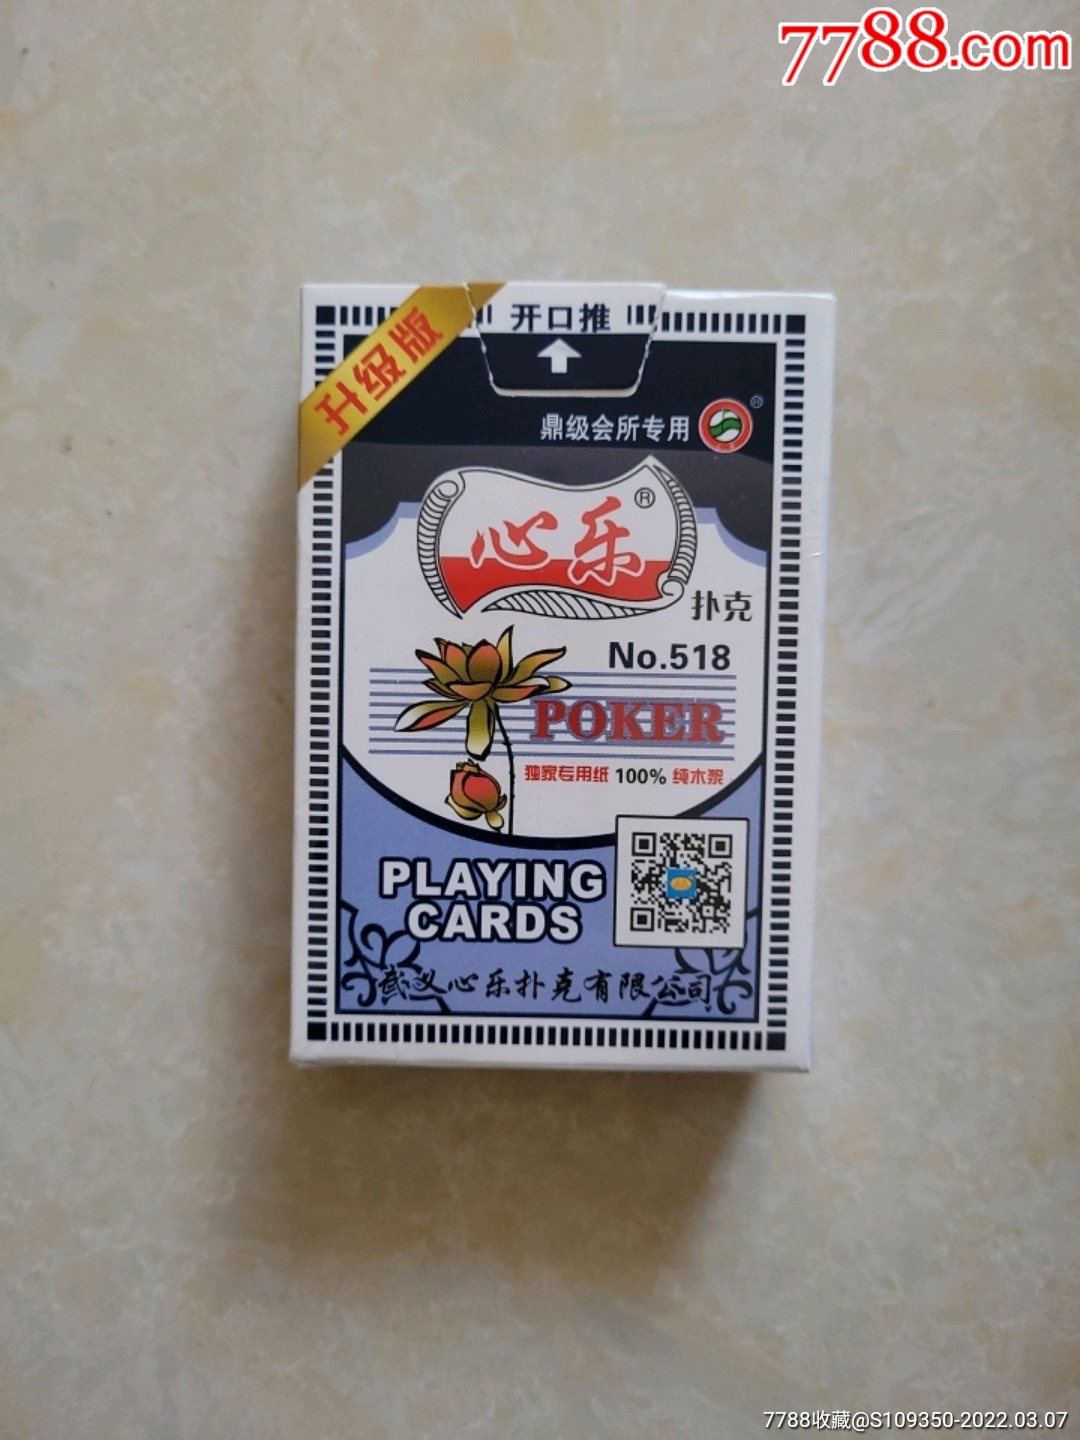 7788.com
开口推
升级版
鼎级会所专用
®
心乐®
扑克
No.518
POKER
独家专用纸 100% 纯木浆
PLAYING
CARDS
武义心乐扑克有限公司
7788收藏@S109350-2022.03.07